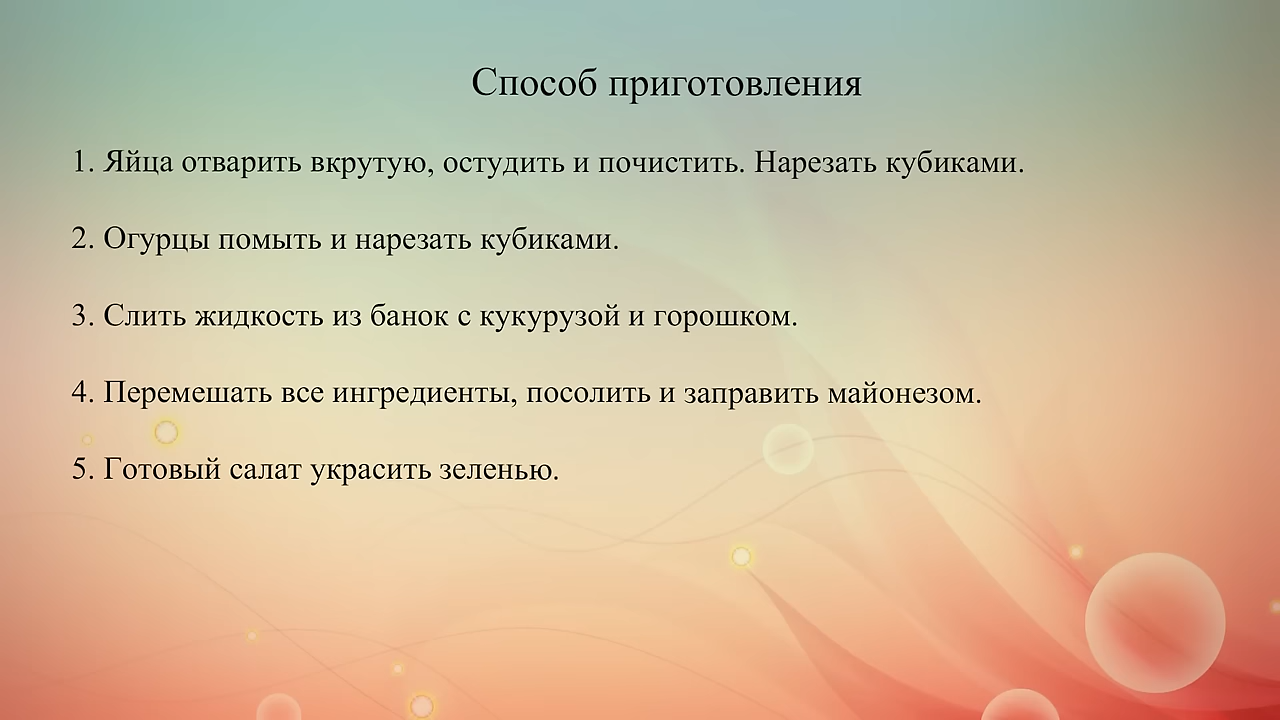 Способ приготовления
1. Яйца отварить вкрутую, остудить и почистить. Нарезать кубиками.
2. Огурцы помыть и нарезать кубиками.
3. Слить жидкость из банок с кукурузой и горошком.
4. Перемешать все ингредиенты, посолить и заправить майонезом.
5. Готовый салат украсить зеленью.